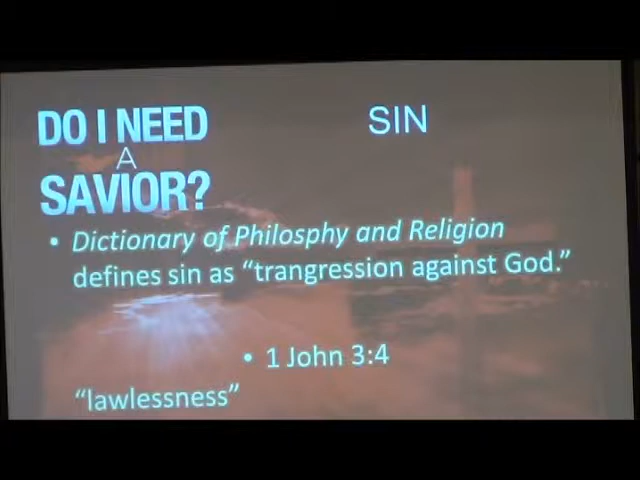 DO I NEED
A
SAVIOR?
SIN
• Dictionary of Philosphy and Religion
defines sin as “trangression against God.”
• 1 John 3:4
“lawlessness”